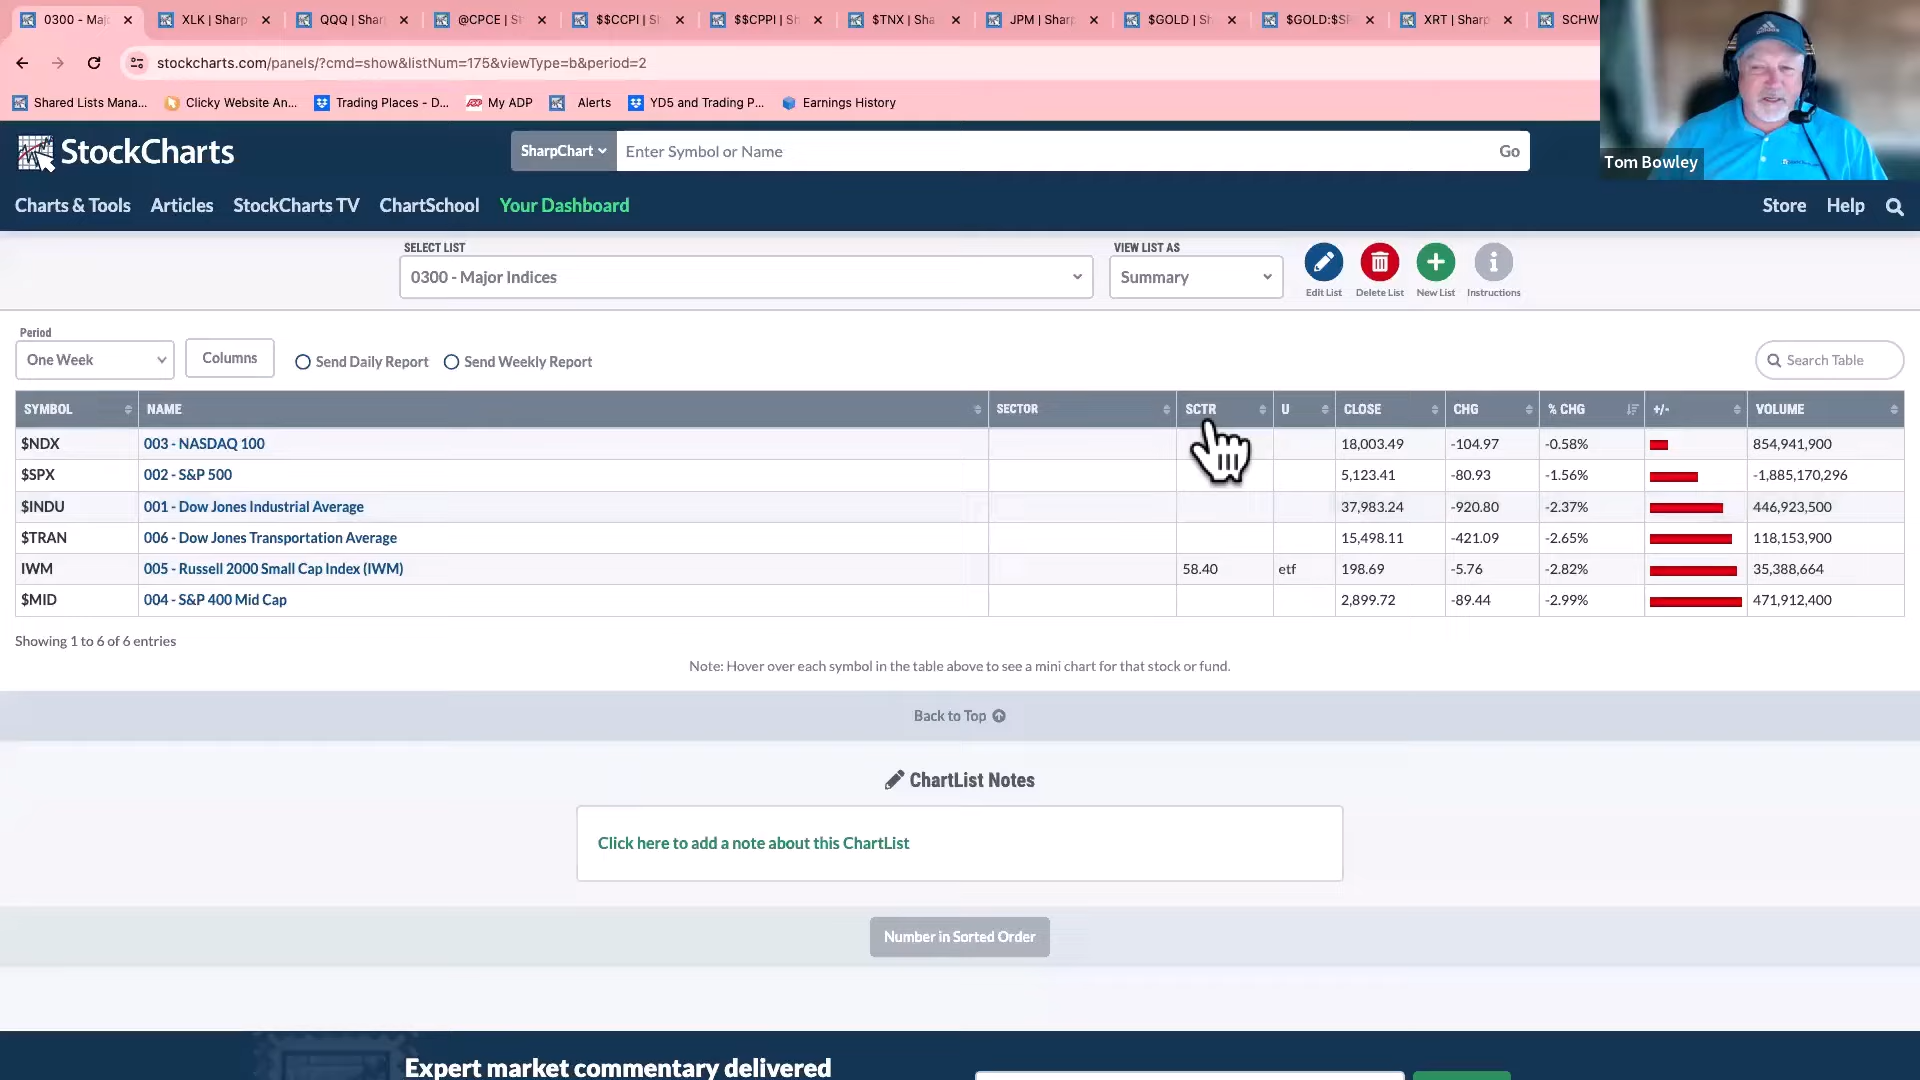 0300 - Maj
XLK | Sharp
QQQ | Shar
@CPCE | S
$$CCPI | S
$$CPPI | Sh
$TNX | Sha
JPM | Sharp
$GOLD | Sh
$GOLD:$S
XRT | Sharp
SCHW
stockcharts.com/panels/?cmd=show&listNum=175&viewType=b&period=2
Shared Lists Mana...
Clicky Website An...
Trading Places - D...
My ADP
Alerts
YD5 and Trading P...
Earnings History
StockCharts
SharpChart
Enter Symbol or Name
Go
Tom Bowley
Charts & Tools
Articles
StockCharts TV
ChartSchool
Your Dashboard
Store
Help
SELECT LIST
0300 - Major Indices
VIEW LIST AS
Summary
Edit List
Delete List
New List
Instructions
Period
One Week
Columns
Send Daily Report
Send Weekly Report
Search Table
SYMBOL NAME SECTOR SCTR U CLOSE CHG % CHG +/- VOLUME
$NDX 003 - NASDAQ 100 18,003.49 -104.97 -0.58% 854,941,900
$SPX 002 - S&P 500 5,123.41 -80.93 -1.56% -1,885,170,296
$INDU 001 - Dow Jones Industrial Average 37,983.24 -920.80 -2.37% 446,923,500
$TRAN 006 - Dow Jones Transportation Average 15,498.11 -421.09 -2.65% 118,153,900
IWM 005 - Russell 2000 Small Cap Index (IWM) 58.40 etf 198.69 -5.76 -2.82% 35,388,664
$MID 004 - S&P 400 Mid Cap 2,899.72 -89.44 -2.99% 471,912,400
Showing 1 to 6 of 6 entries
Note: Hover over each symbol in the table above to see a mini chart for that stock or fund.
Back to Top
ChartList Notes
Click here to add a note about this ChartList
Number in Sorted Order
Expert market commentary delivered